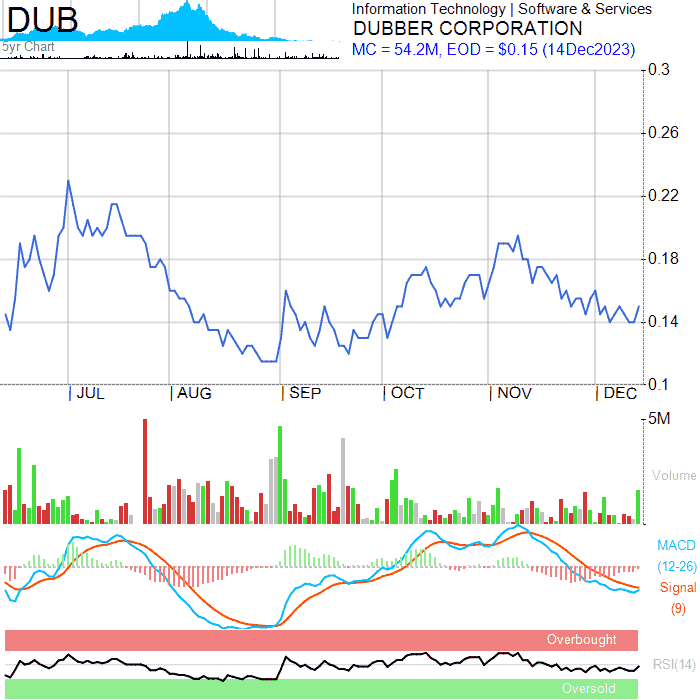 DUB
5yr Chart
Information Technology | Software & Services
DUBBER CORPORATION
MC = 54.2M, EOD = $0.15 (14Dec2023)
0.3
0.26
0.22
0.18
0.14
0.1
| JUL | AUG | SEP | OCT | NOV | DEC
5M
Volume
MACD
(12-26)
Signal
(9)
Overbought
RSI(14)
Oversold